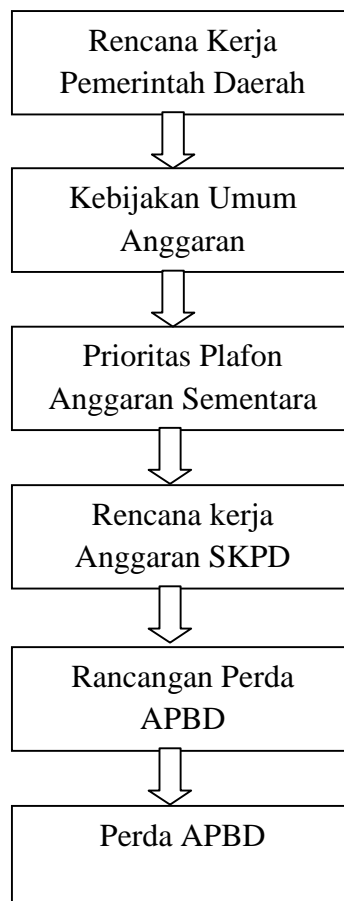 Rencana Kerja
Pemerintah Daerah
Kebijakan Umum
Anggaran
Prioritas Plafon
Anggaran Sementara
Rencana kerja
Anggaran SKPD
Rancangan Perda
APBD
Perda APBD